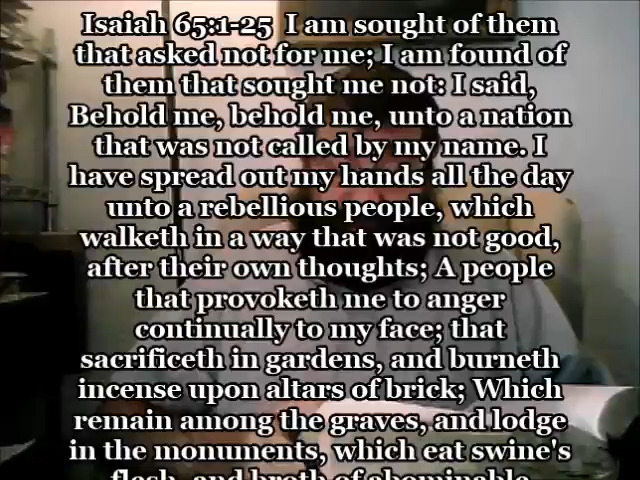 Isaiah 65:1-25 I am sought of them
that asked not for me; I am found of
them that sought me not: I said,
Behold me, behold me, unto a nation
that was not called by my name. I
have spread out my hands all the day
unto a rebellious people, which
walketh in a way that was not good,
after their own thoughts; A people
that provoketh me to anger
continually to my face; that
sacrificeth in gardens, and burneth
incense upon altars of brick; Which
remain among the graves, and lodge
in the monuments, which eat swine's
flesh, and broth of abominable